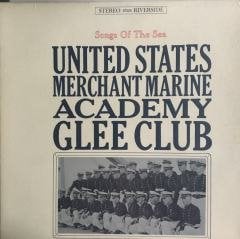 STEREO RIVERSIDE
Songs Of The Sea
UNITED STATES
MERCHANT MARINE
ACADEMY
GLEE CLUB